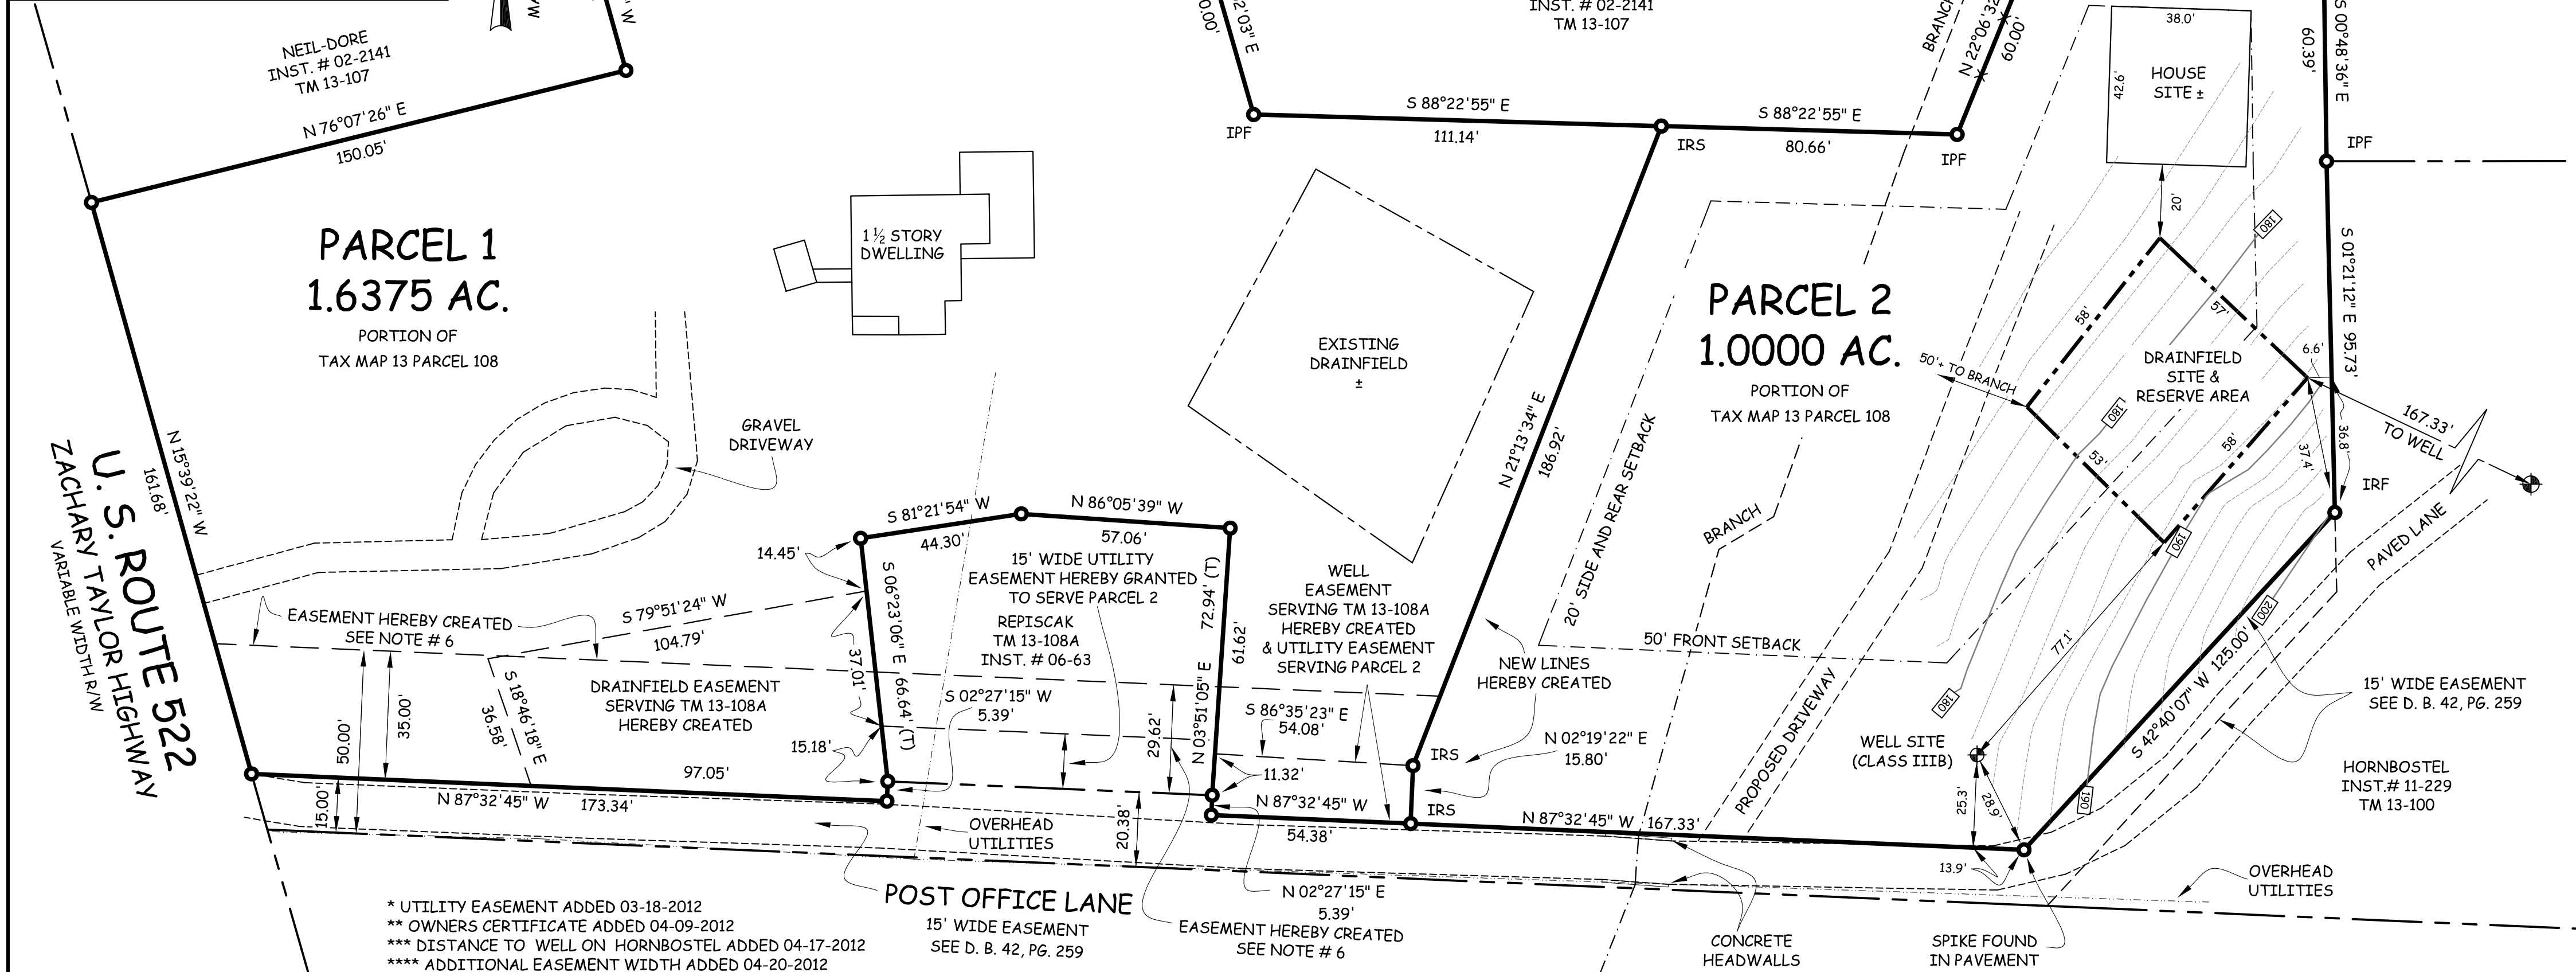 NEIL-DORE
INST. # 02-2141
TM 13-107
N 76°07'26" E
150.05'
INST. # 02-2141
TM 13-107
BRANCH
N 22°06'32"
60.00'
38.0'
42.6'
HOUSE
SITE ±
S 00°48'36" E
60.39'
IPF
S 88°22'55" E
111.14'
IPF
IRS
S 88°22'55" E
80.66'
IPF
20'
180
S 01°21'12" E 95.73'
PARCEL 1
1.6375 AC.
PORTION OF
TAX MAP 13 PARCEL 108
1 ½ STORY
DWELLING
GRAVEL
DRIVEWAY
EXISTING
DRAINFIELD
±
N 21°13'34" E
186.92'
PARCEL 2
1.0000 AC.
PORTION OF
TAX MAP 13 PARCEL 108
20' SIDE AND REAR SETBACK
BRANCH
50'+ TO BRANCH
58'
57'
DRAINFIELD
SITE &
RESERVE AREA
180
53'
58'
6.6'
36.8'
37.4'
167.33'
TO WELL
IRF
190
PAVED LANE
U. S. ROUTE 522
ZACHARY TAYLOR HIGHWAY
VARIABLE WIDTH R/W
N 15°39'22" W
161.68'
S 81°21'54" W
44.30'
14.45'
N 86°05'39" W
57.06'
15' WIDE UTILITY
EASEMENT HEREBY GRANTED
TO SERVE PARCEL 2
REPISCAK
TM 13-108A
INST. # 06-63
S 06°23'06" E 66.64' (T)
37.01'
72.94' (T)
61.62'
N 03°51'05" E
WELL
EASEMENT
SERVING TM 13-108A
HEREBY CREATED
& UTILITY EASEMENT
SERVING PARCEL 2
NEW LINES
HEREBY CREATED
50' FRONT SETBACK
EASEMENT HEREBY CREATED
SEE NOTE # 6
S 79°51'24" W
104.79'
S 18°46'18" E
36.58'
DRAINFIELD EASEMENT
SERVING TM 13-108A
HEREBY CREATED
S 02°27'15" W
5.39'
15.18'
29.62'
11.32'
S 86°35'23" E
54.08'
IRS
N 02°19'22" E
15.80'
IRS
50.00'
35.00'
15.00'
97.05'
N 87°32'45" W 173.34'
N 87°32'45" W
54.38'
N 87°32'45" W 167.33'
PROPOSED DRIVEWAY
180
WELL SITE
(CLASS IIIB)
77.1'
25.3'
28.9'
13.9'
190
200
S 42°40'07" W 125.00'
15' WIDE EASEMENT
SEE D. B. 42, PG. 259
HORNBOSTEL
INST.# 11-229
TM 13-100
OVERHEAD
UTILITIES
20.38'
OVERHEAD
UTILITIES
POST OFFICE LANE
15' WIDE EASEMENT
SEE D. B. 42, PG. 259
N 02°27'15" E
5.39'
EASEMENT HEREBY CREATED
SEE NOTE # 6
CONCRETE
HEADWALLS
SPIKE FOUND
IN PAVEMENT
* UTILITY EASEMENT ADDED 03-18-2012
** OWNERS CERTIFICATE ADDED 04-09-2012
*** DISTANCE TO WELL ON HORNBOSTEL ADDED 04-17-2012
**** ADDITIONAL EASEMENT WIDTH ADDED 04-20-2012